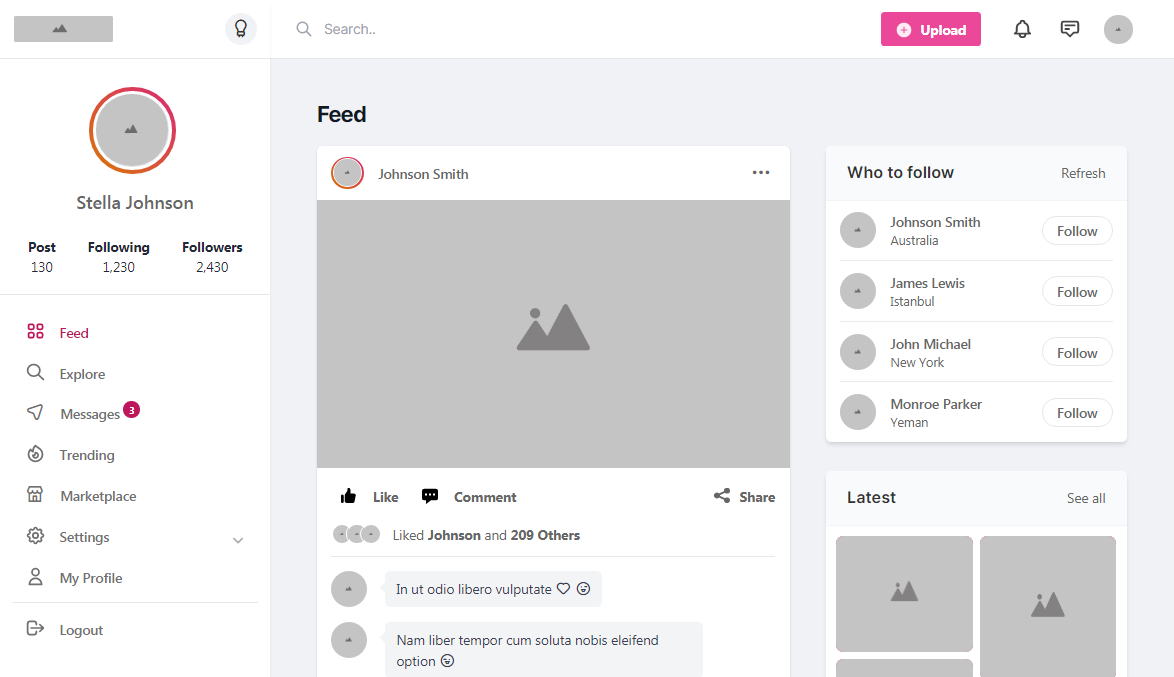 Search..
Upload
Stella Johnson
Post Following Followers
130 1,230 2,430
Feed
Explore
Messages 3
Trending
Marketplace
Settings
My Profile
Logout
Feed
Johnson Smith
Like Comment Share
Liked Johnson and 209 Others
In ut odio libero vulputate
Nam liber tempor cum soluta nobis eleifend
option
Who to follow Refresh
Johnson Smith
Australia
Follow
James Lewis
Istanbul
Follow
John Michael
New York
Follow
Monroe Parker
Yeman
Follow
Latest See all